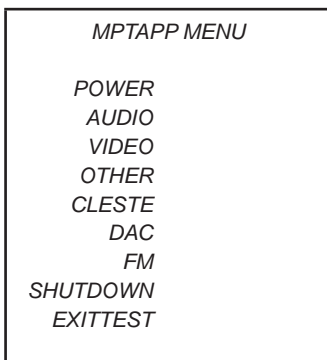 MPTAPP MENU
POWER
AUDIO
VIDEO
OTHER
CLESTE
DAC
FM
SHUTDOWN
EXITTEST